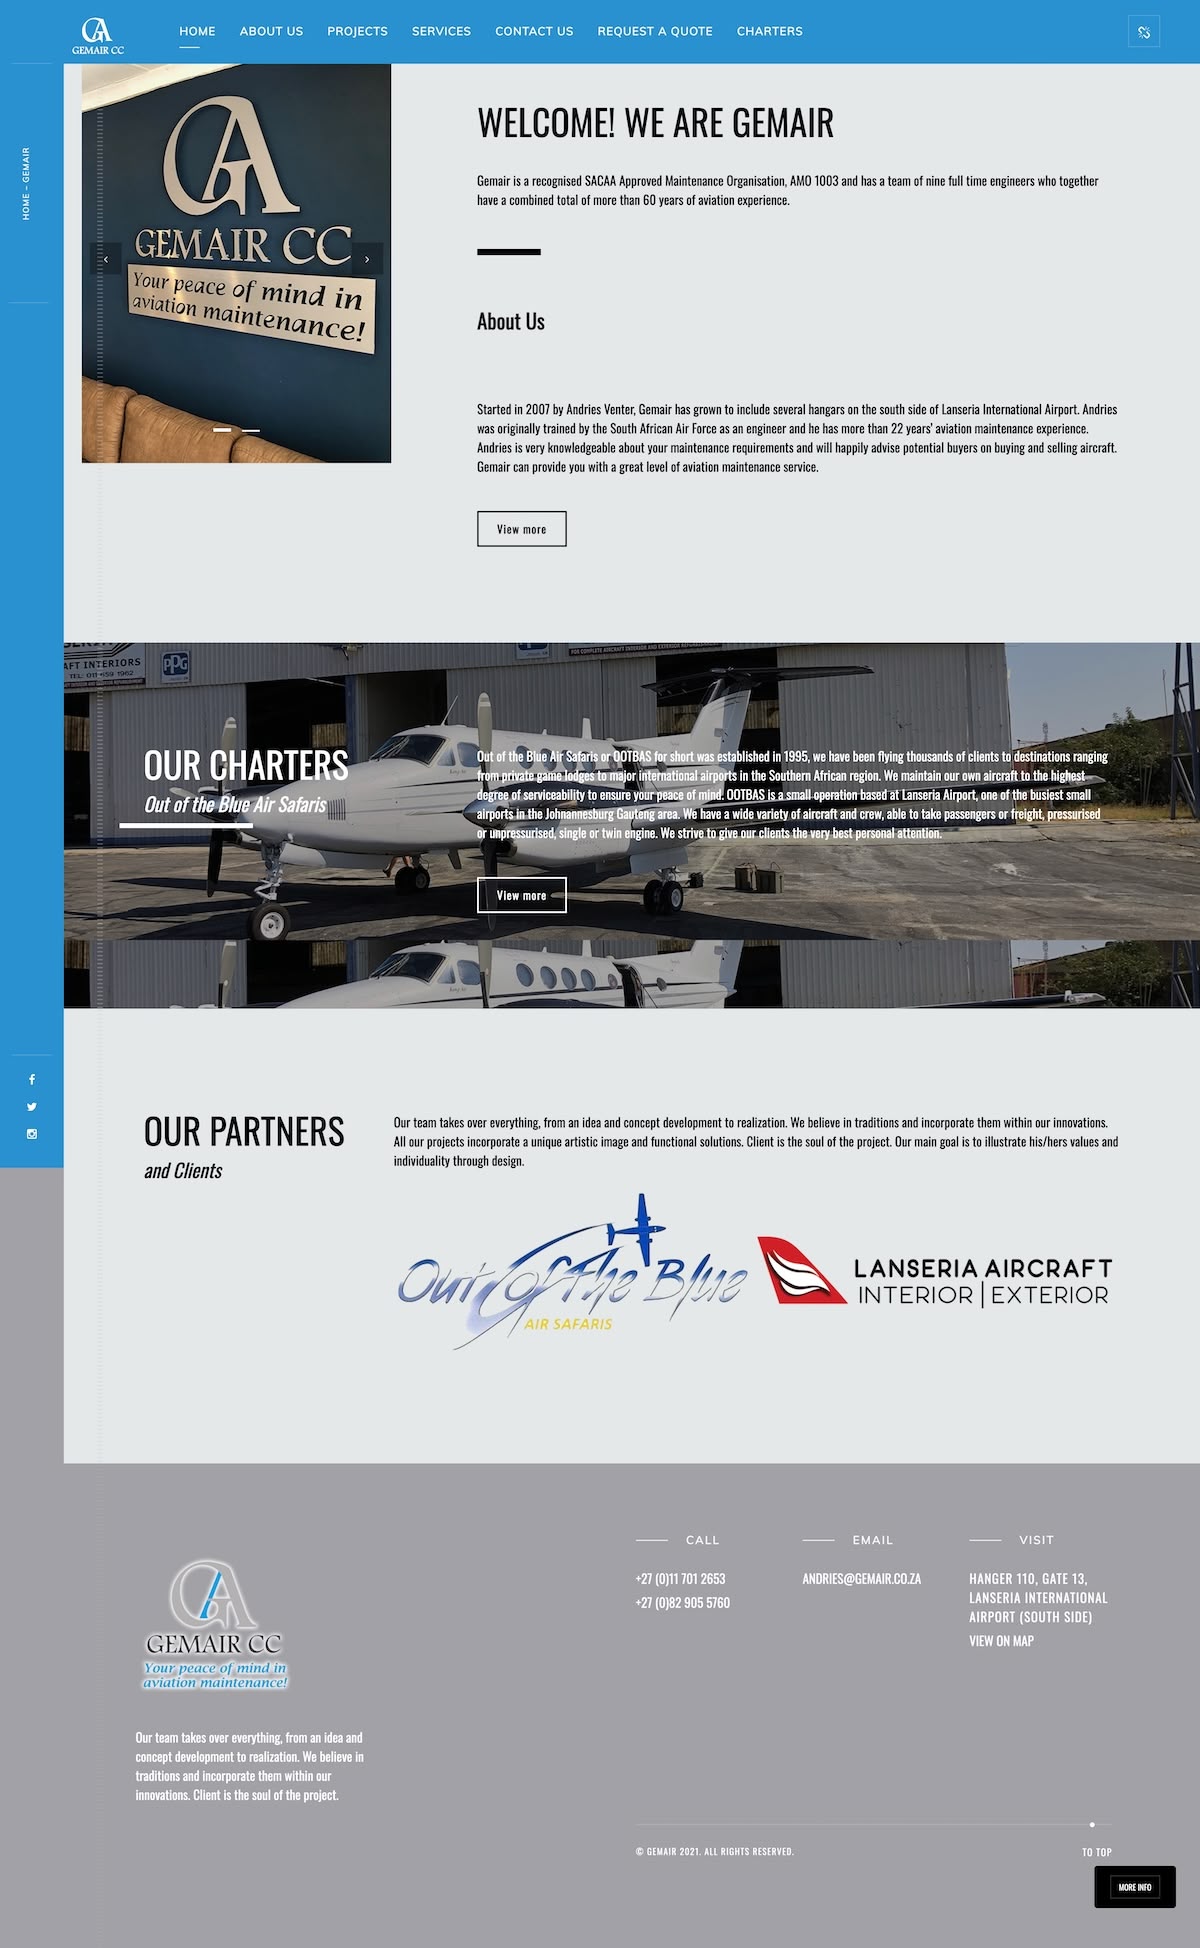 GA
GEMAIR CC
HOME
ABOUT US
PROJECTS
SERVICES
CONTACT US
REQUEST A QUOTE
CHARTERS
HOME – GEMAIR
GA
GEMAIR CC
Your peace of mind in
aviation maintenance!
WELCOME! WE ARE GEMAIR
Gemair is a recognised SACAA Approved Maintenance Organisation, AMO 1003 and has a team of nine full time engineers who together
have a combined total of more than 60 years of aviation experience.
About Us
Started in 2007 by Andries Venter, Gemair has grown to include several hangars on the south side of Lanseria International Airport. Andries
was originally trained by the South African Air Force as an engineer and he has more than 22 years' aviation maintenance experience.
Andries is very knowledgeable about your maintenance requirements and will happily advise potential buyers on buying and selling aircraft.
Gemair can provide you with a great level of aviation maintenance service.
View more
AFT INTERIORS
TEL: 011 659 1962
PPG
FOR COMPLETE AIRCRAFT INTERIOR AND EXTERIOR REFURBISHMENT
OUR CHARTERS
Out of the Blue Air Safaris
Out of the Blue Air Safaris or OOTBAS for short was established in 1995, we have been flying thousands of clients to destinations ranging
from private game lodges to major international airports in the Southern African region. We maintain our own aircraft to the highest
degree of serviceability to ensure your peace of mind. OOTBAS is a small operation based at Lanseria Airport, one of the busiest small
airports in the Johnannesburg Gauteng area. We have a wide variety of aircraft and crew, able to take passengers or freight, pressurised
or unpressurised, single or twin engine. We strive to give our clients the very best personal attention.
View more
OUR PARTNERS
and Clients
Our team takes over everything, from an idea and concept development to realization. We believe in traditions and incorporate them within our innovations.
All our projects incorporate a unique artistic image and functional solutions. Client is the soul of the project. Our main goal is to illustrate his/hers values and
individuality through design.
Out of the Blue
AIR SAFARIS
LANSERIA AIRCRAFT
INTERIOR | EXTERIOR
GA
GEMAIR CC
Your peace of mind in
aviation maintenance!
Our team takes over everything, from an idea and
concept development to realization. We believe in
traditions and incorporate them within our
innovations. Client is the soul of the project.
CALL
+27 (0)11 701 2653
+27 (0)82 905 5760
EMAIL
ANDRIES@GEMAIR.CO.ZA
VISIT
HANGER 110, GATE 13,
LANSERIA INTERNATIONAL
AIRPORT (SOUTH SIDE)
VIEW ON MAP
© GEMAIR 2021. ALL RIGHTS RESERVED.
TO TOP
MORE INFO